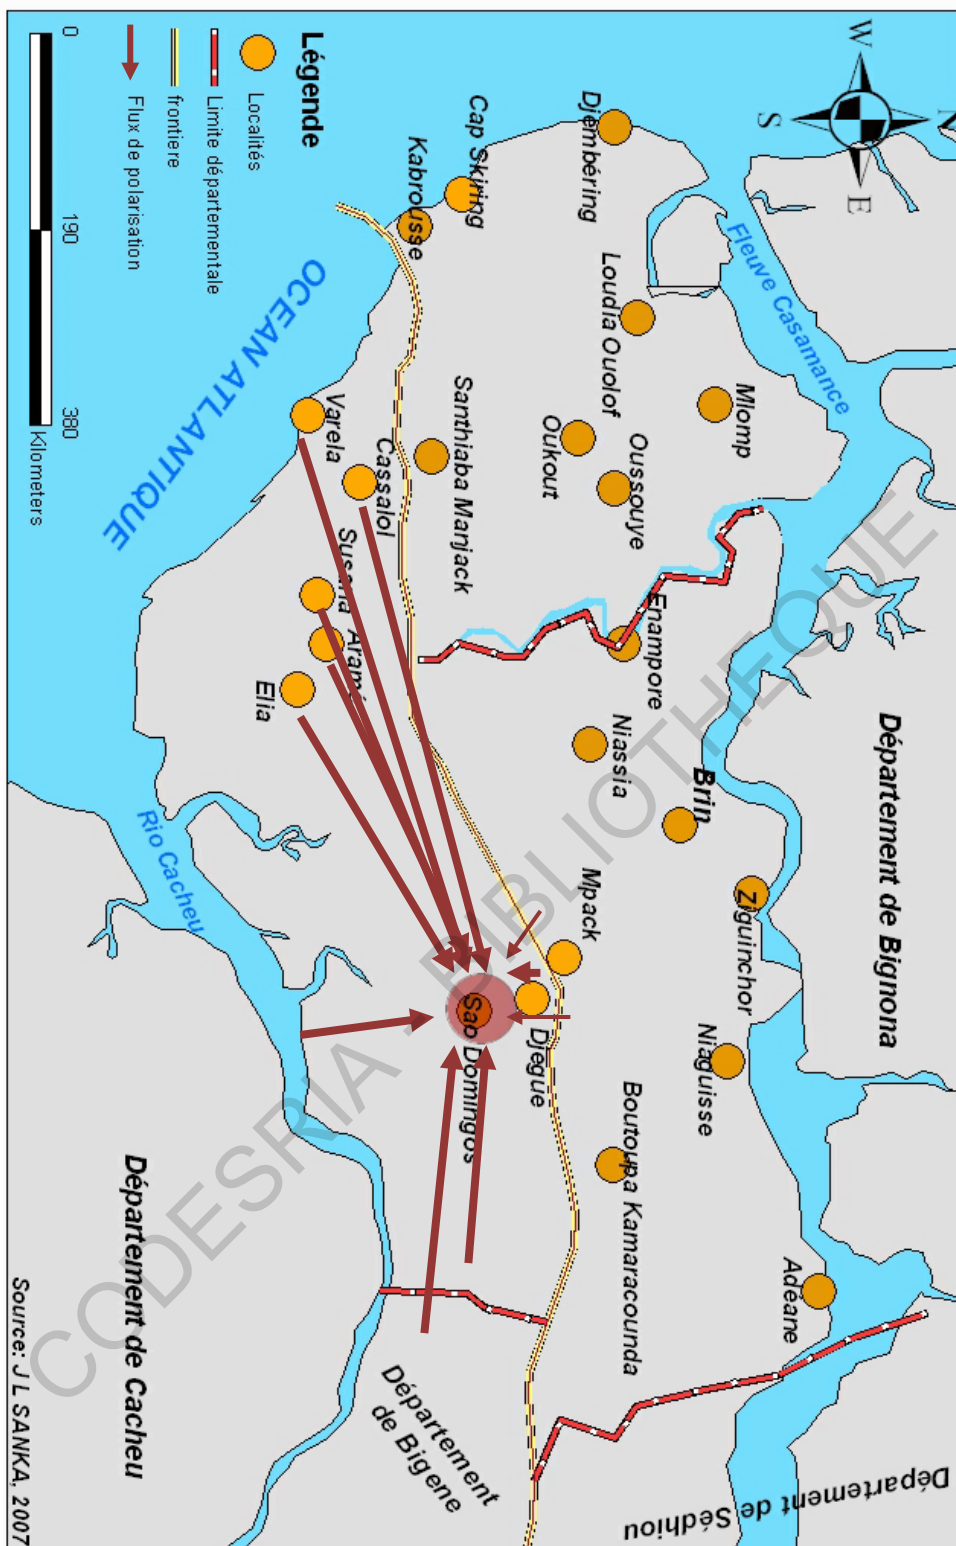 N
W
E
S
Département de Bignona
Département de Sédhiou
Fleuve Casamance
Adéane
Mlomp
Ziguinchor
Niaguisse
Brin
Enampore
Djembéring
Loudia Ouolof
Oussouye
Niassia
Boutoupa Kamaracounda
Oukout
Mpack
Djegue
Cap Skiring
Santhiaba Manjack
Sao Domingos
Kabrousse
Cassalol
Varela
Susana
Elia
Département
de Bigene
OCEAN ATLANTIQUE
Rio Cacheu
Département de Cacheu
Légende
Localités
Limite départementale
frontiere
Flux de polarisation
0
190
380
Kilometers
Source: J L SANKA, 2007
CODESRIA - BIBLIOTHEQUE